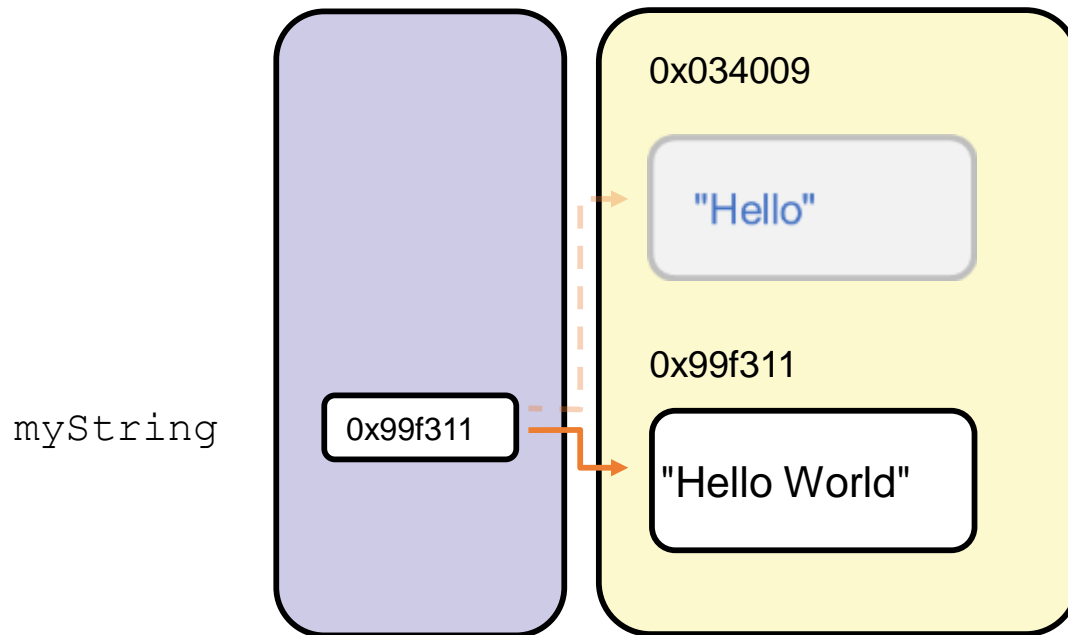 0x034009
"Hello"
0x99f311
myString
0x99f311
"Hello World"